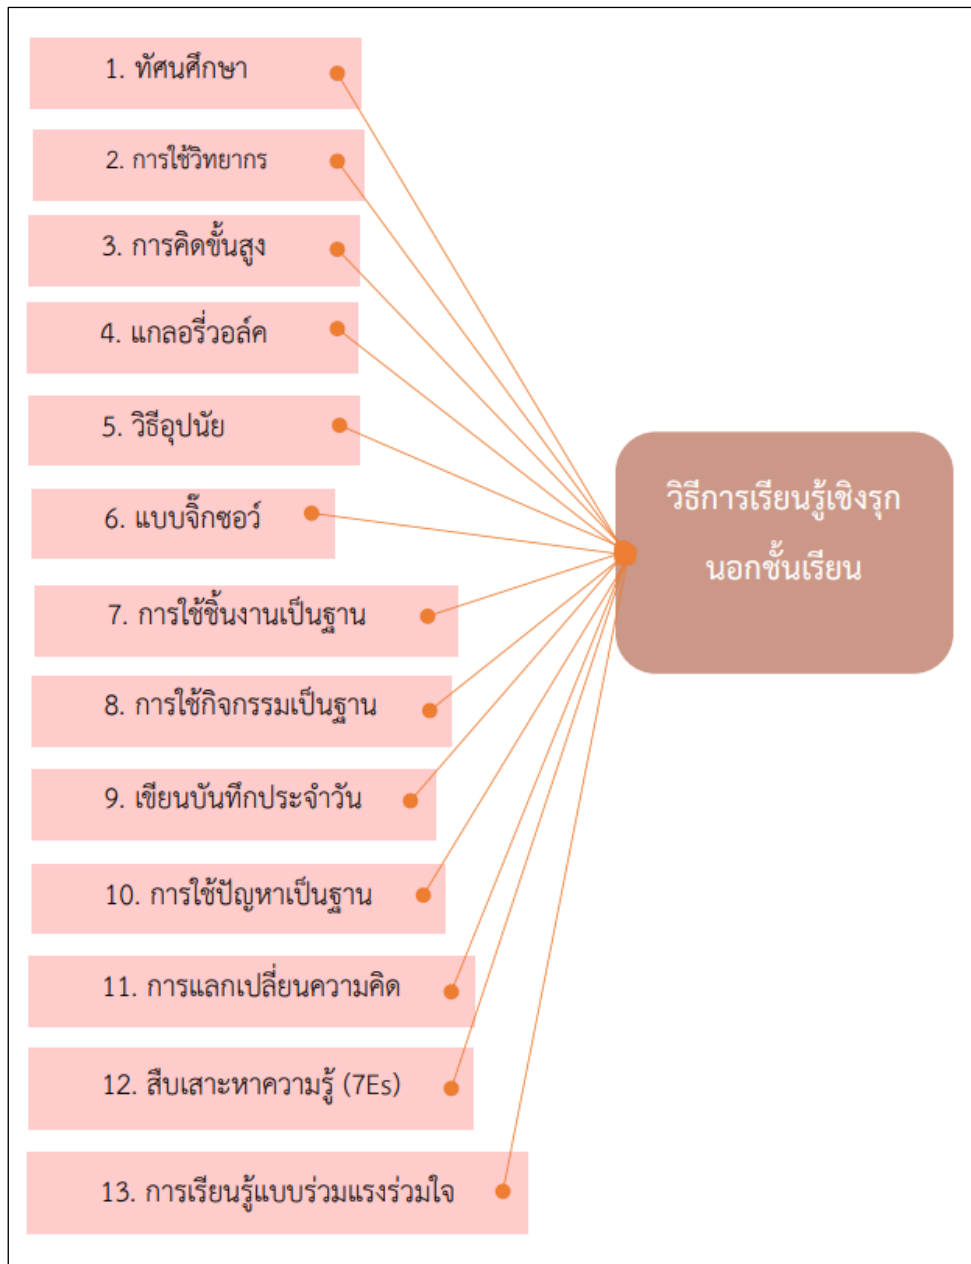 1. ทัศนศึกษา
2. การใช้วิทยากร
3. การคิดขั้นสูง
4. แกลอรี่วอล์ค
5. วิธีอุปนัย
6. แบบจิ๊กซอว์
7. การใช้ชิ้นงานเป็นฐาน
8. การใช้กิจกรรมเป็นฐาน
9. เขียนบันทึกประจำวัน
10. การใช้ปัญหาเป็นฐาน
11. การแลกเปลี่ยนความคิด
12. สืบเสาะหาความรู้ (7Es)
13. การเรียนรู้แบบร่วมแรงร่วมใจ
วิธีการเรียนรู้เชิงรุก
นอกชั้นเรียน